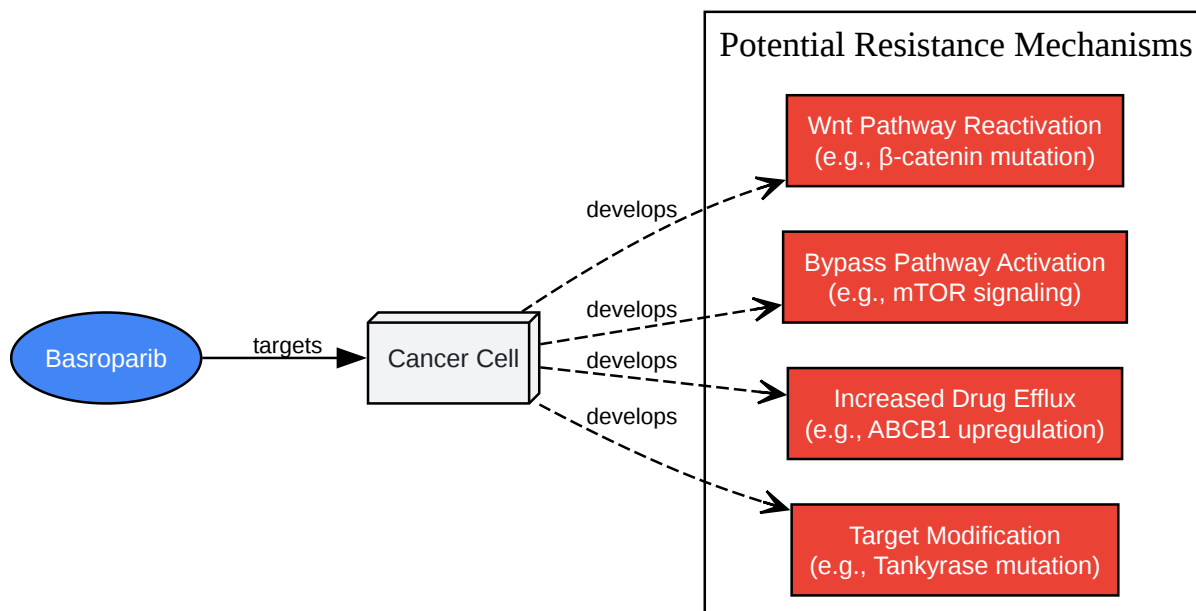 Potential Resistance Mechanisms
Wnt Pathway Reactivation
(e.g., β-catenin mutation)
develops
Bypass Pathway Activation
(e.g., mTOR signaling)
develops
Basroparib
targets
Cancer Cell
develops
Increased Drug Efflux
(e.g., ABCB1 upregulation)
develops
Target Modification
(e.g., Tankyrase mutation)